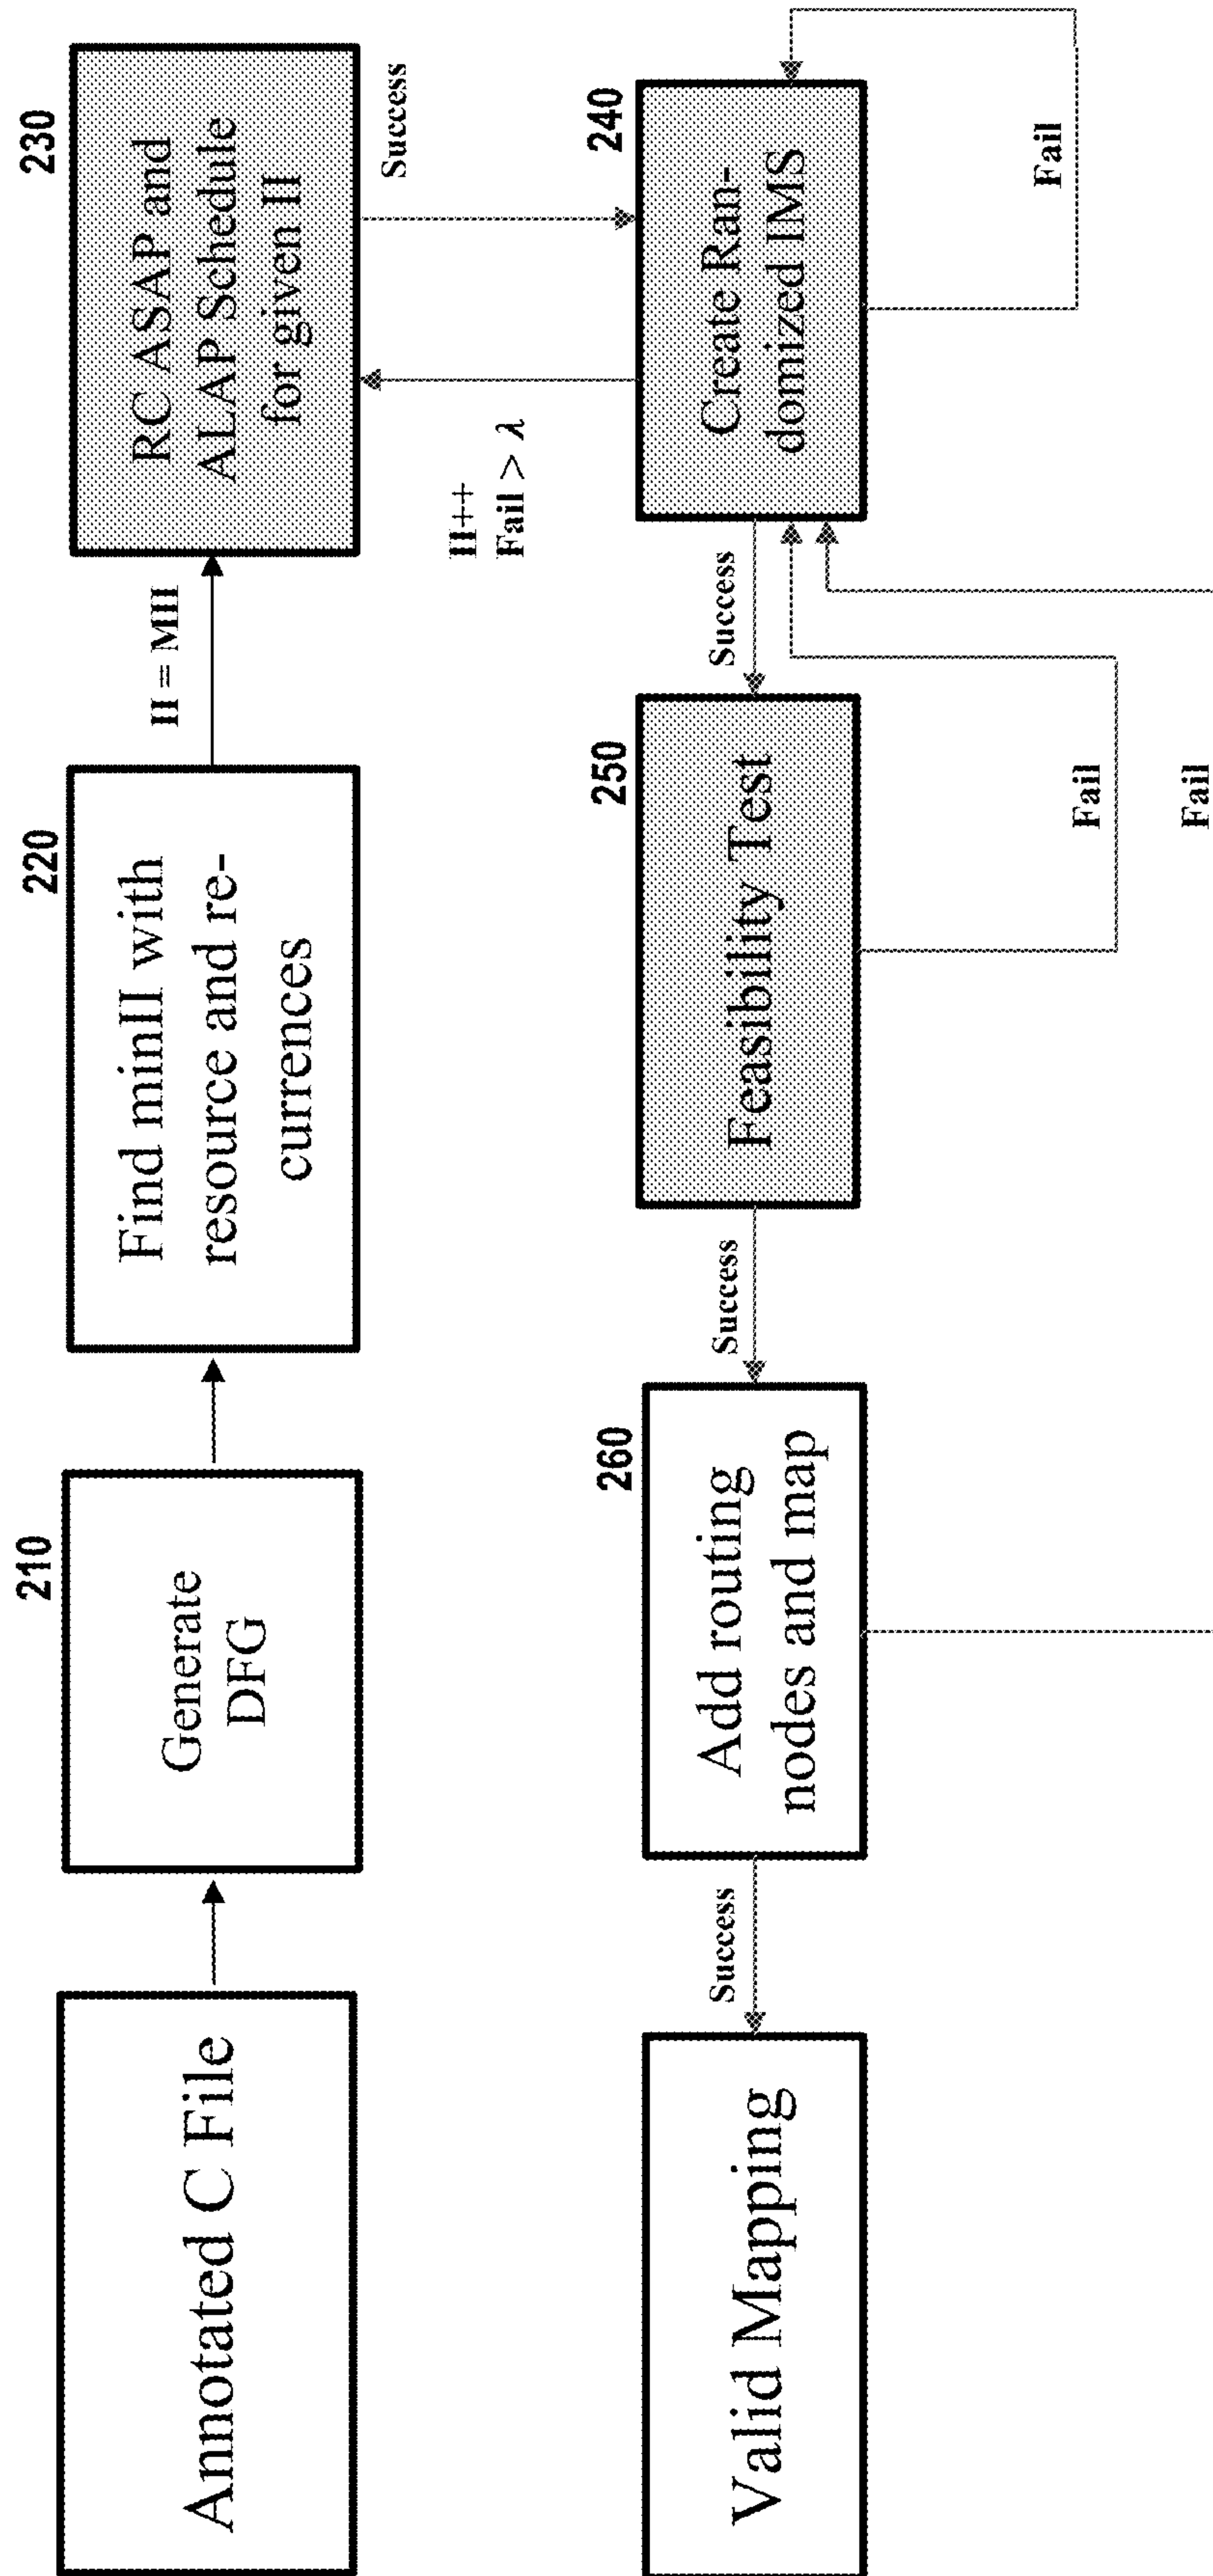 Annotated C File
210
Generate
DFG
220
Find minII with
resource and re-
currences
II = MII
230
RC ASAP and
ALAP Schedule
for given II
Success
II++
Fail > λ
240
Create Ran-
domized IMS
Fail
Success
250
Feasibility Test
Fail
Fail
Success
260
Add routing
nodes and map
Success
Valid Mapping